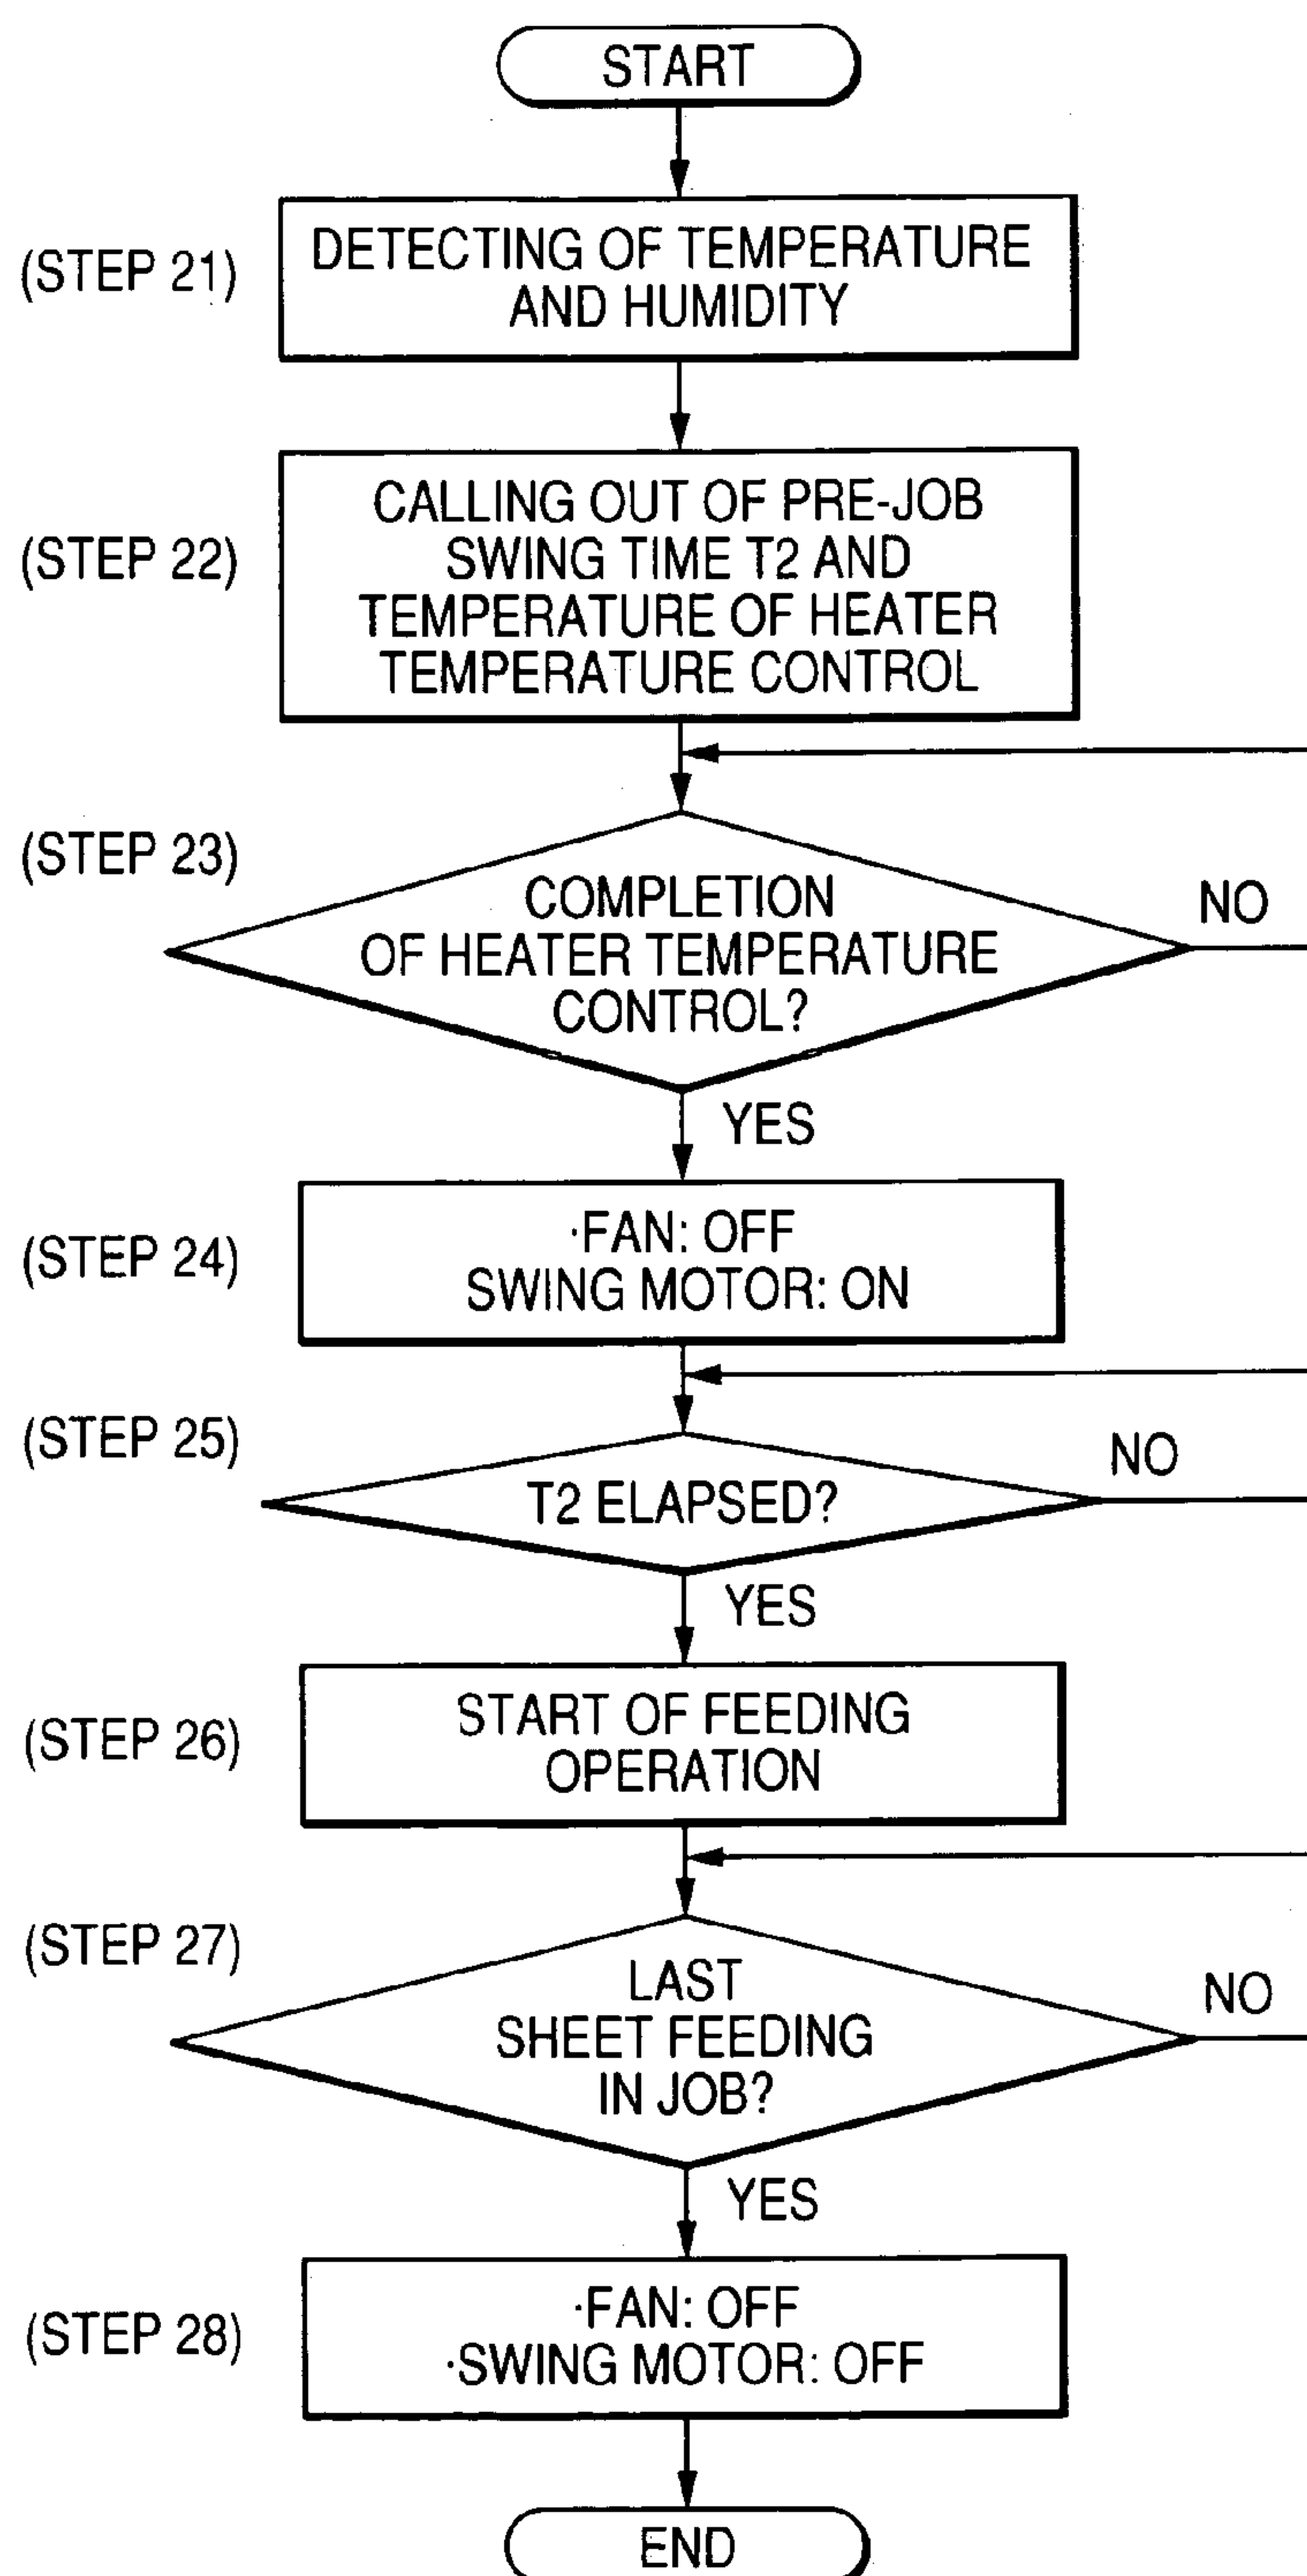 START
(STEP 21)
DETECTING OF TEMPERATURE
AND HUMIDITY
(STEP 22)
CALLING OUT OF PRE-JOB
SWING TIME T2 AND
TEMPERATURE OF HEATER
TEMPERATURE CONTROL
(STEP 23)
COMPLETION
OF HEATER TEMPERATURE
CONTROL?
NO
YES
(STEP 24)
·FAN: OFF
SWING MOTOR: ON
(STEP 25)
T2 ELAPSED?
NO
YES
(STEP 26)
START OF FEEDING
OPERATION
(STEP 27)
LAST
SHEET FEEDING
IN JOB?
NO
YES
(STEP 28)
·FAN: OFF
·SWING MOTOR: OFF
END